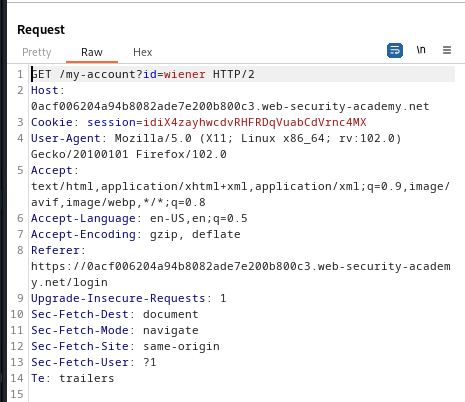 Request
Pretty Raw Hex
\n
1 GET /my-account?id=wiener HTTP/2
2 Host:
0acf006204a94b8082ade7e200b800c3.web-security-academy.net
3 Cookie: session=idiX4zayhwcdvRHFRDqVuabCdVrnc4MX
4 User-Agent: Mozilla/5.0 (X11; Linux x86_64; rv:102.0)
Gecko/20100101 Firefox/102.0
5 Accept:
text/html,application/xhtml+xml,application/xml;q=0.9,image/
avif,image/webp,*/*;q=0.8
6 Accept-Language: en-US,en;q=0.5
7 Accept-Encoding: gzip, deflate
8 Referer:
https://0acf006204a94b8082ade7e200b800c3.web-security-academ
y.net/login
9 Upgrade-Insecure-Requests: 1
10 Sec-Fetch-Dest: document
11 Sec-Fetch-Mode: navigate
12 Sec-Fetch-Site: same-origin
13 Sec-Fetch-User: ?1
14 Te: trailers
15